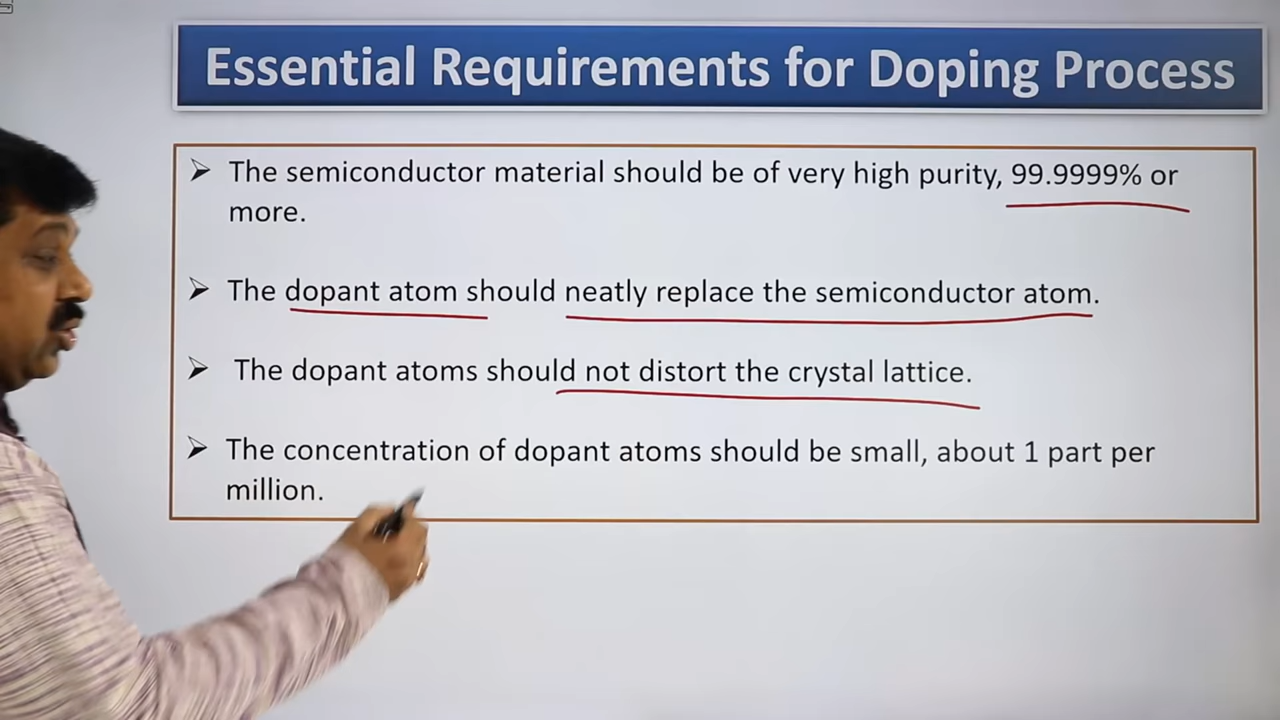 Essential Requirements for Doping Process
➢ The semiconductor material should be of very high purity, 99.9999% or
more.
➢ The dopant atom should neatly replace the semiconductor atom.
➢ The dopant atoms should not distort the crystal lattice.
➢ The concentration of dopant atoms should be small, about 1 part per
million.